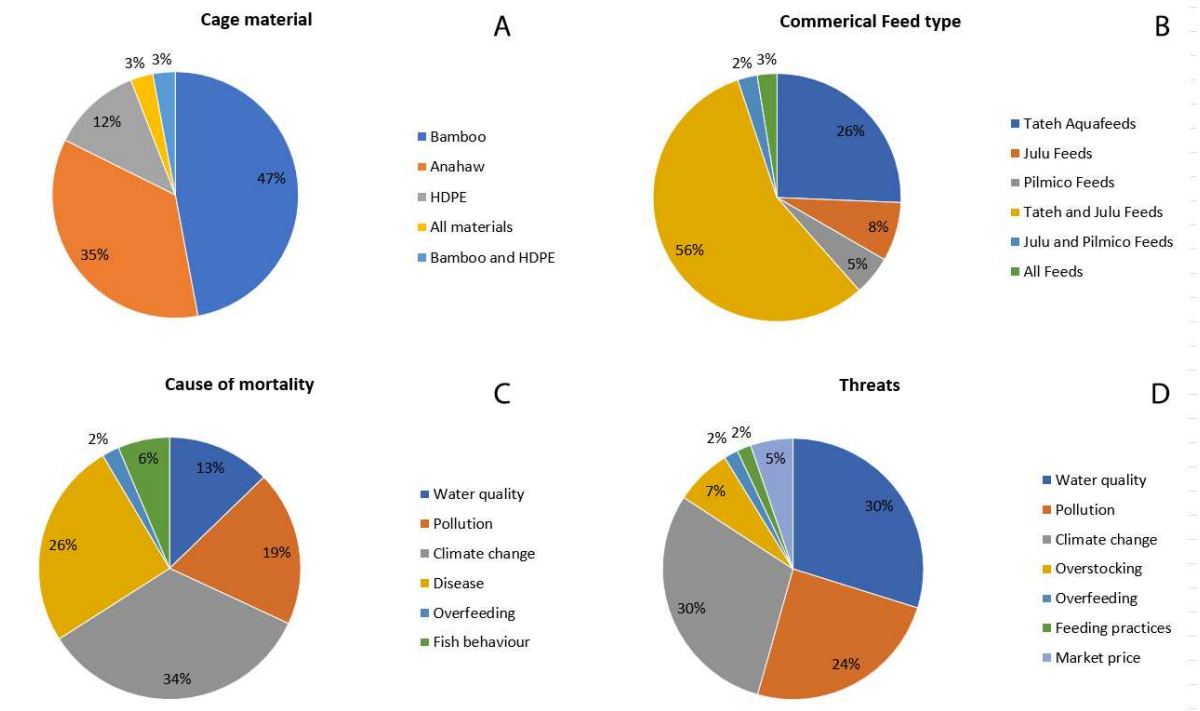 Cage material
A
3% 3%
12%
47%
35%
Bamboo
Anahaw
HDPE
All materials
Bamboo and HDPE
Commerical Feed type
B
2% 3%
26%
8%
5%
56%
Tateh Aquafeeds
Julu Feeds
Pilmico Feeds
Tateh and Julu Feeds
Julu and Pilmico Feeds
All Feeds
Cause of mortality
C
2%
6%
13%
26%
19%
34%
Water quality
Pollution
Climate change
Disease
Overfeeding
Fish behaviour
Threats
D
2% 2%
5%
7%
30%
30%
24%
Water quality
Pollution
Climate change
Overstocking
Overfeeding
Feeding practices
Market price